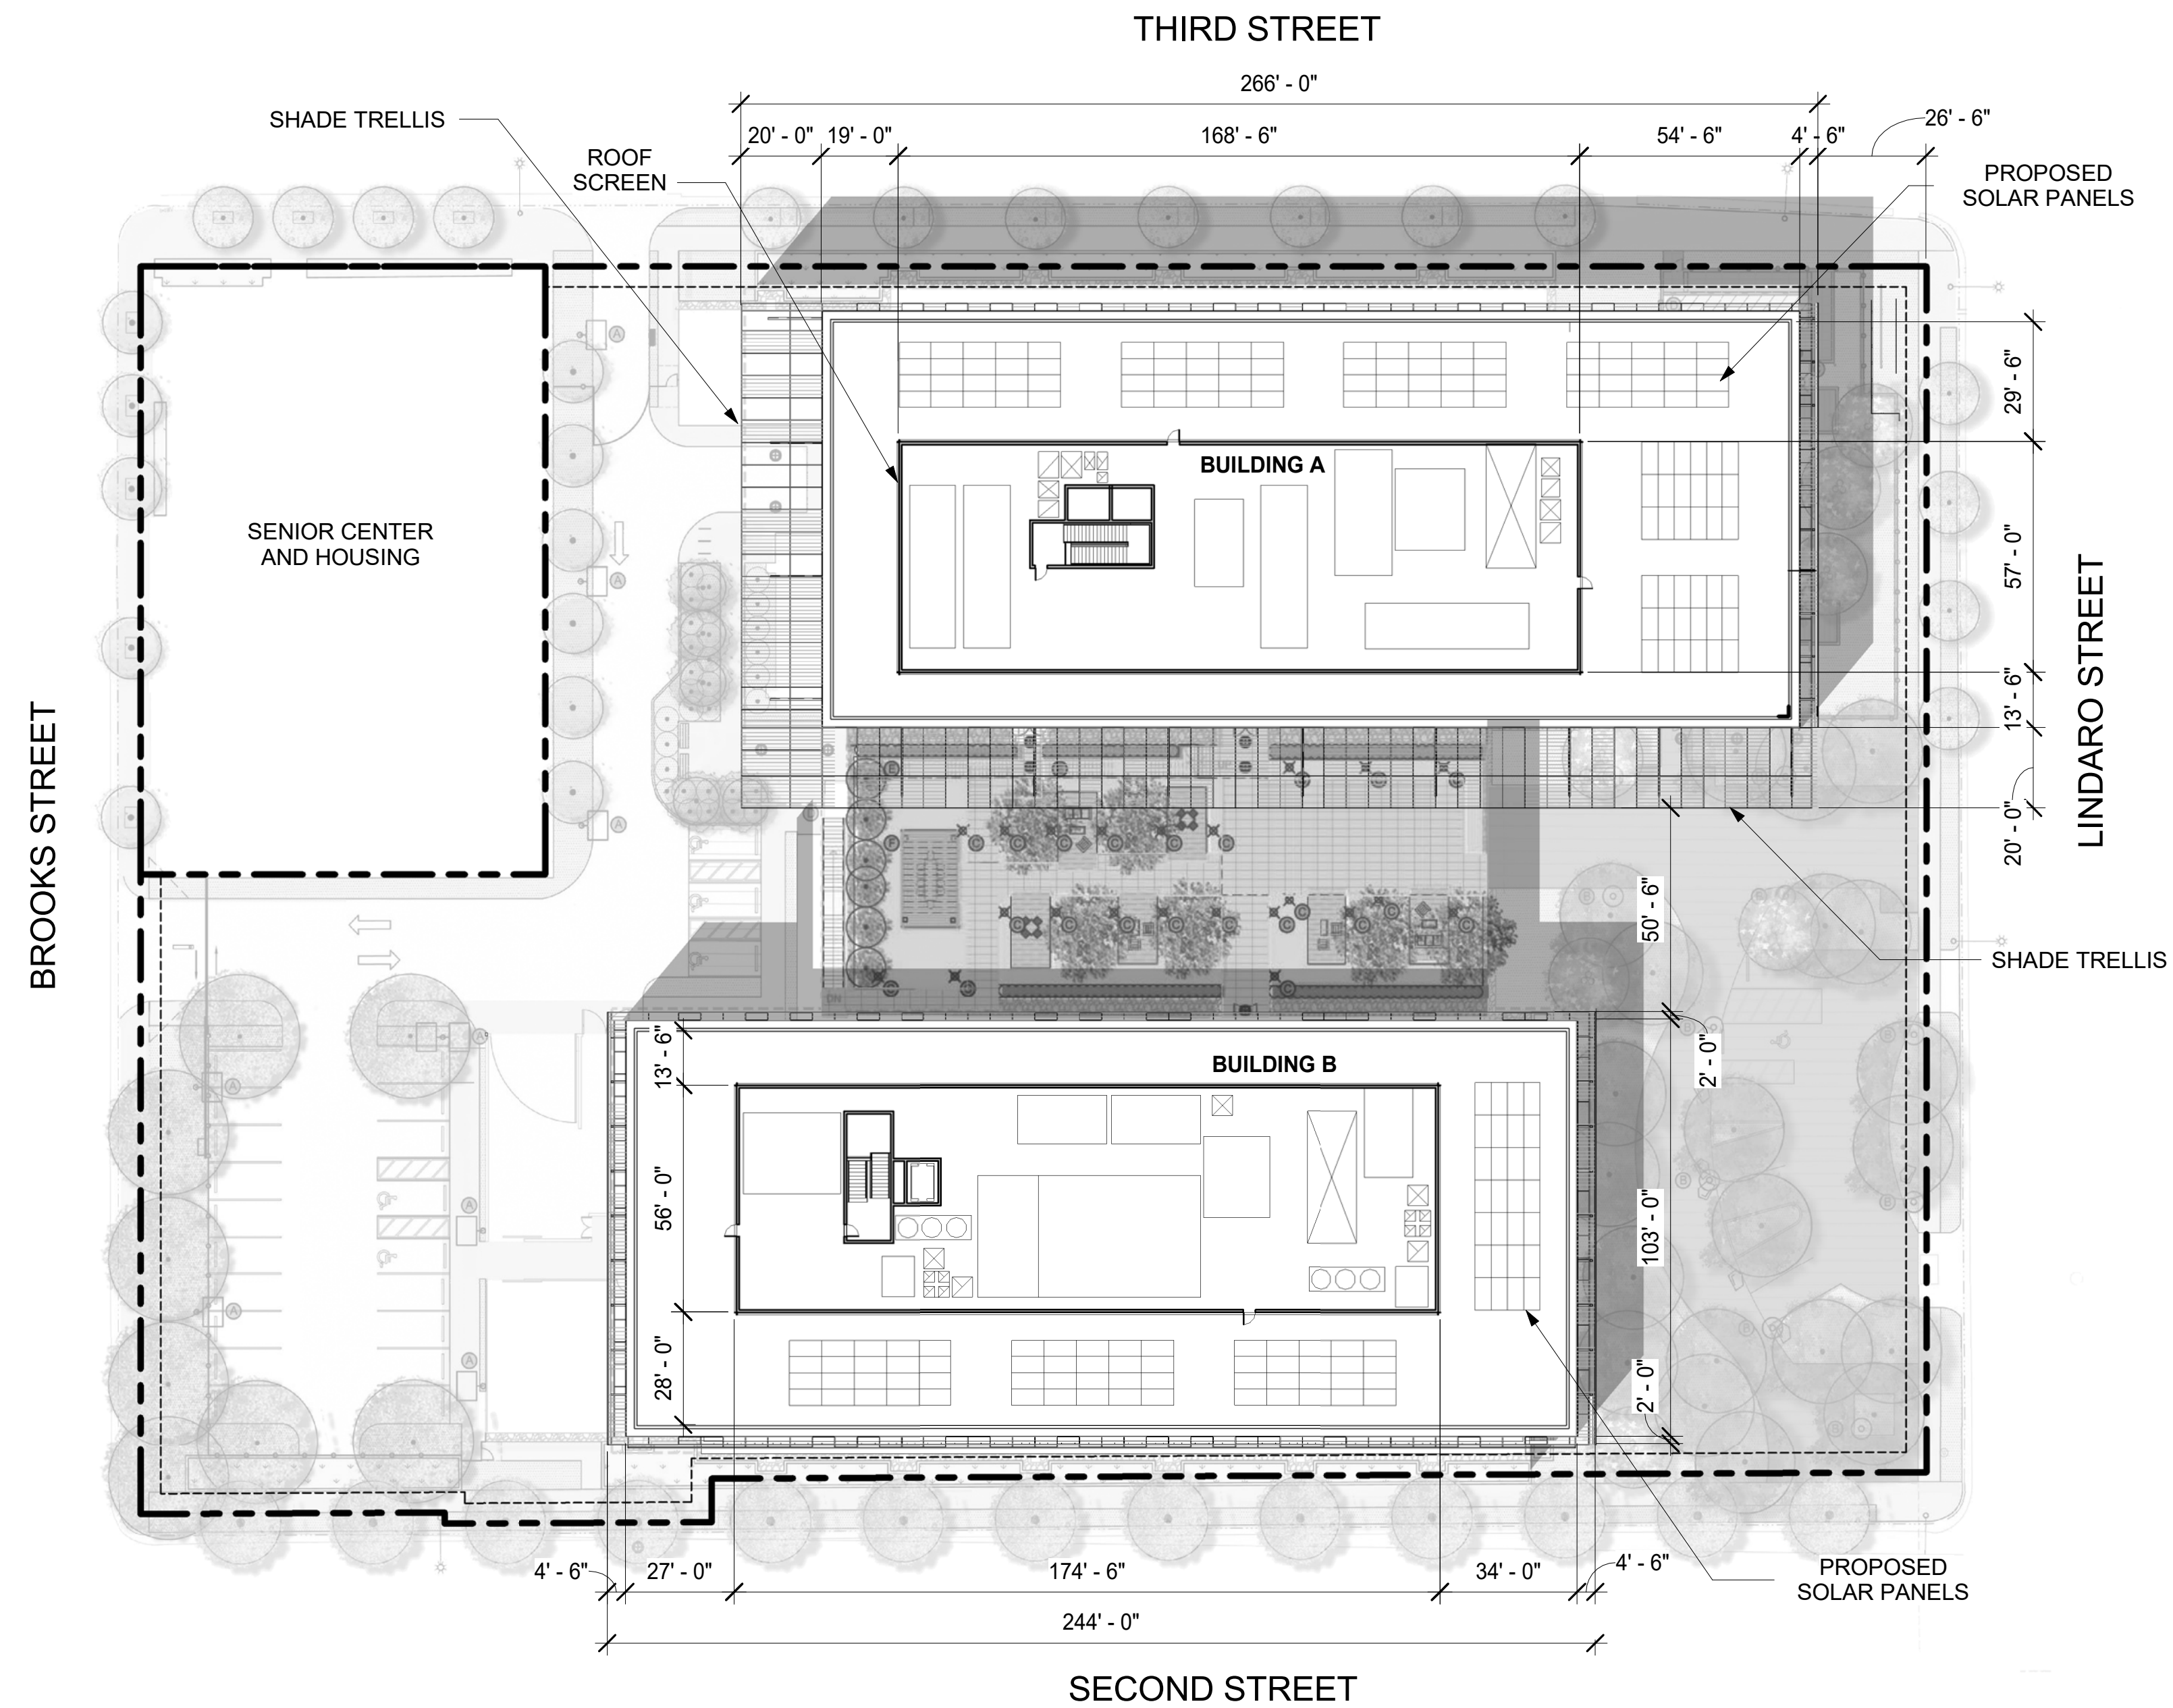 THIRD STREET
266' - 0"
SHADE TRELLIS
20' - 0"
19' - 0"
168' - 6"
54' - 6"
4' - 6"
26' - 6"
ROOF
SCREEN
PROPOSED
SOLAR PANELS
BUILDING A
SENIOR CENTER
AND HOUSING
29' - 6"
57' - 0"
13' - 6"
20' - 0"
LINDARO STREET
BROOKS STREET
A
A
A
E
F
C
C
C
C
C
C
C
C
C
C
50' - 6"
SHADE TRELLIS
2' - 0"
DN
13' - 6"
BUILDING B
56' - 0"
103' - 0"
28' - 0"
2' - 0"
A
A
A
A
A
B
B
B
4' - 6"
27' - 0"
174' - 6"
34' - 0"
4' - 6"
PROPOSED
SOLAR PANELS
244' - 0"
SECOND STREET